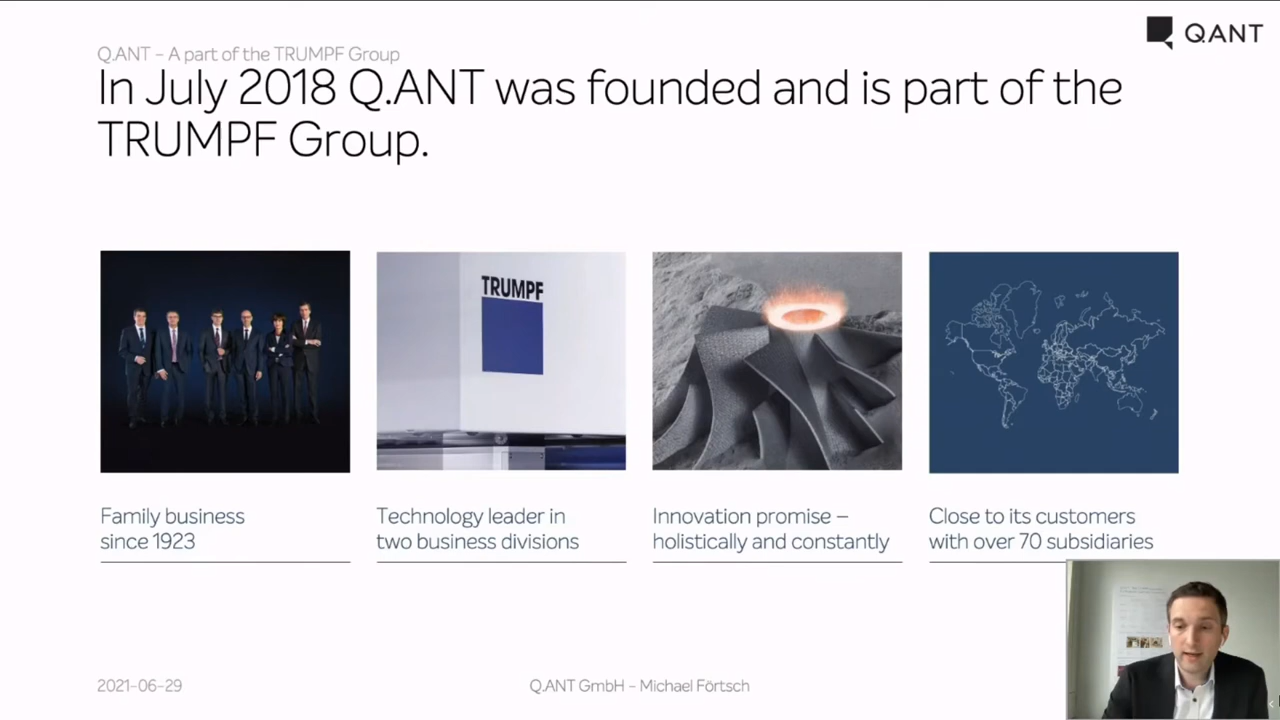 QANT
Q.ANT – A part of the TRUMPF Group
In July 2018 Q.ANT was founded and is part of the
TRUMPF Group.
TRUMPF
Family business
since 1923
Technology leader in
two business divisions
Innovation promise –
holistically and constantly
Close to its customers
with over 70 subsidiaries
2021-06-29
Q.ANT GmbH – Michael Förtsch